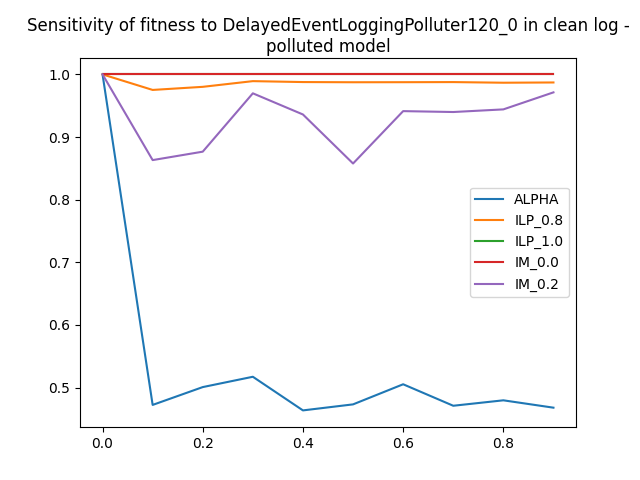 Sensitivity of fitness to DelayedEventLoggingPolluter120_0 in clean log -
polluted model
1.0
0.9
0.8
0.7
0.6
0.5
ALPHA
ILP_0.8
ILP_1.0
IM_0.0
IM_0.2
0.0 0.2 0.4 0.6 0.8